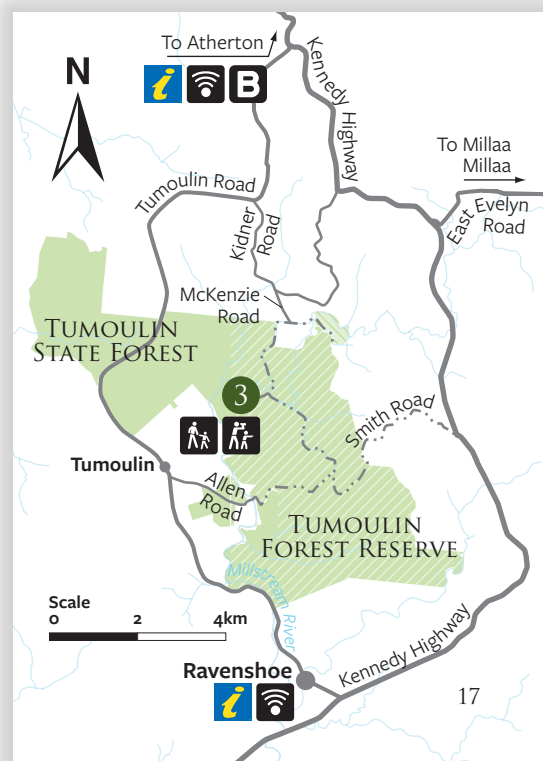 To Atherton
N
i
B
Kennedy
Highway
To Millaa
Millaa
Tumoulin Road
East Evelyn
Road
Kidner
Road
McKenzie
Road
Tumoulin
State Forest
3
Smith Road
Tumoulin
Allen
Road
Tumoulin
Forest Reserve
Millstream River
Scale
0 2 4km
Ravenshoe
Kennedy Highway
i
17